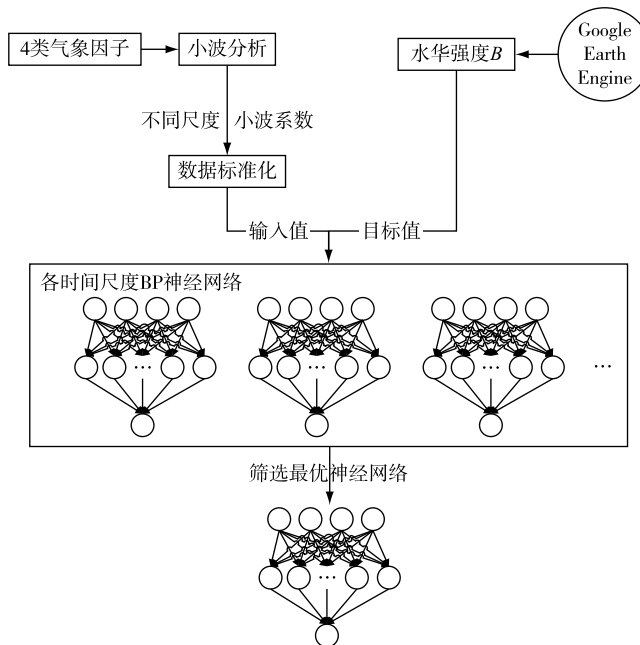 4类气象因子
小波分析
水华强度B
Google
Earth
Engine
不同尺度
小波系数
数据标准化
输入值
目标值
各时间尺度BP神经网络
…
…
…
…
筛选最优神经网络
…